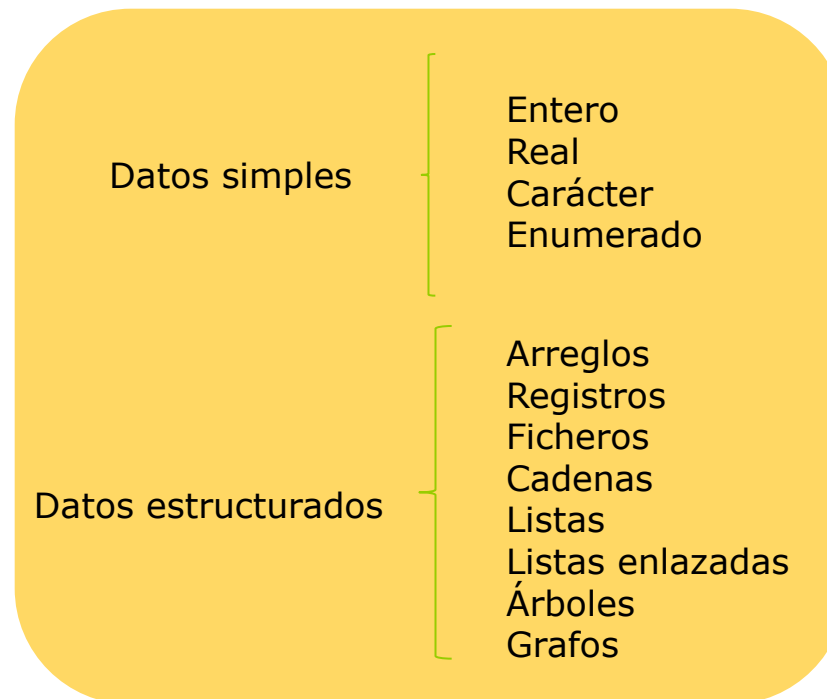 Datos simples
Entero
Real
Carácter
Enumerado
Datos estructurados
Arreglos
Registros
Ficheros
Cadenas
Listas
Listas enlazadas
Árboles
Grafos